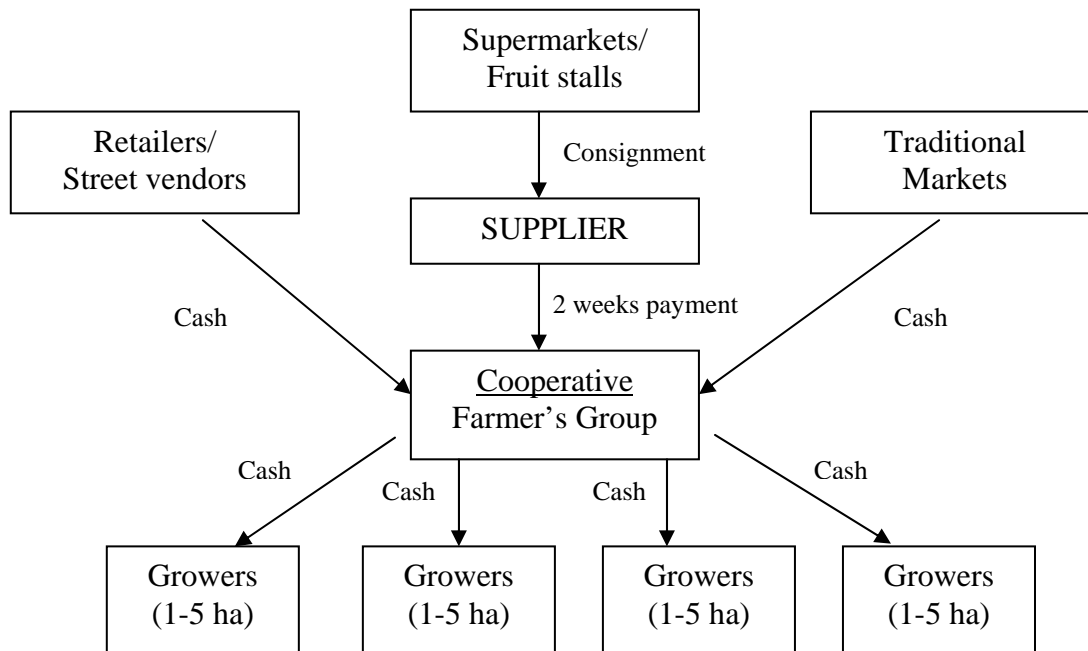 Supermarkets/
Fruit stalls
Retailers/
Street vendors
Consignment
Traditional
Markets
SUPPLIER
Cash
2 weeks payment
Cash
Cooperative
Farmer’s Group
Cash
Cash
Cash
Cash
Growers
(1-5 ha)
Growers
(1-5 ha)
Growers
(1-5 ha)
Growers
(1-5 ha)